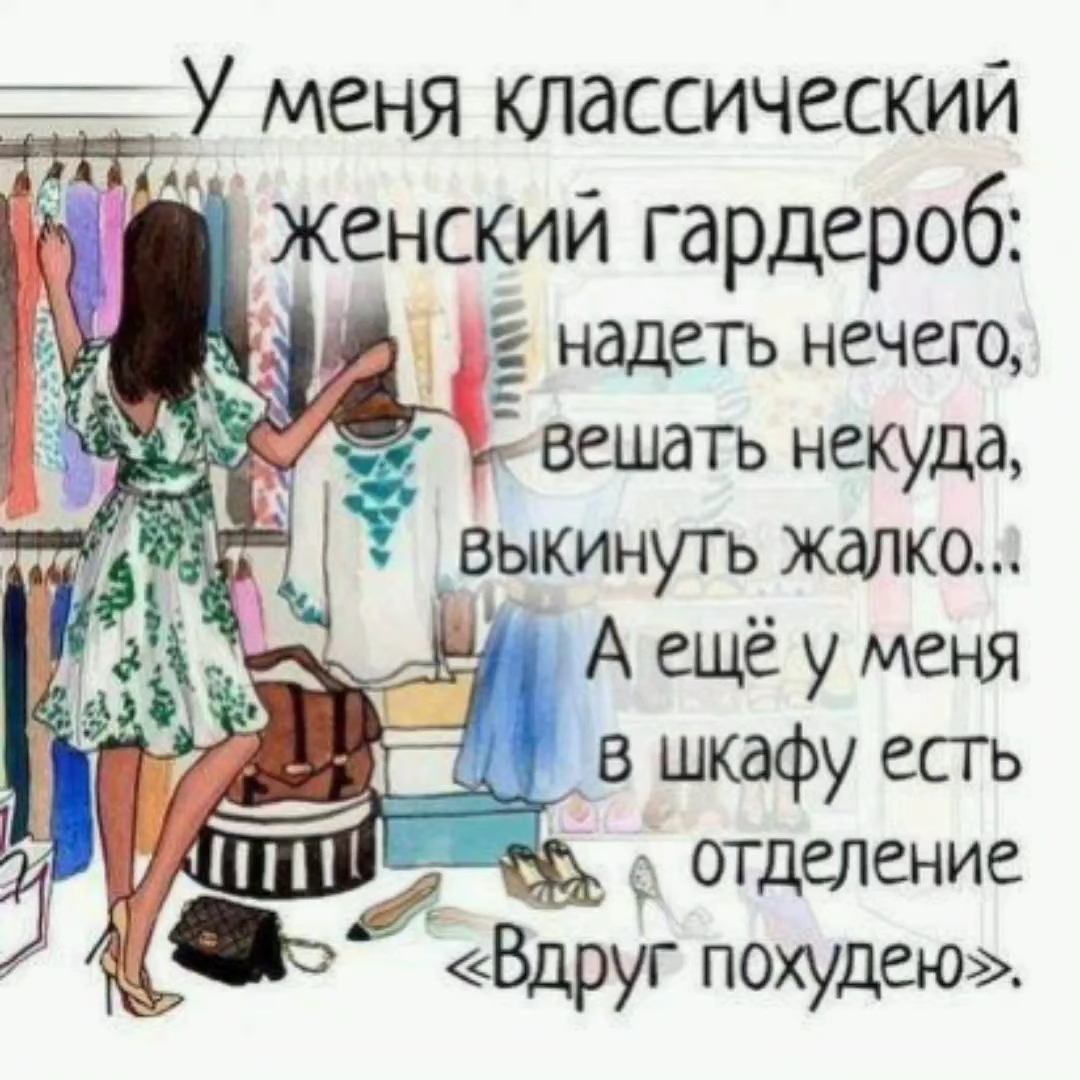 У меня классический
женский гардероб:
надеть нечего,
вешать некуда,
выкинуть жалко...
А ещё у меня
в шкафу есть
отделение
«Вдруг похудею».